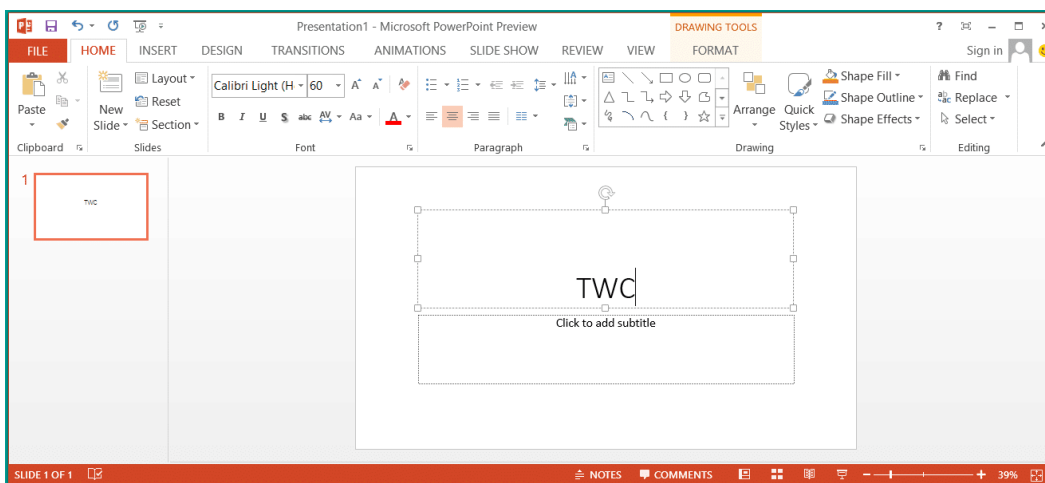 Presentation1 - Microsoft PowerPoint Preview
DRAWING TOOLS
?
FILE HOME INSERT DESIGN TRANSITIONS ANIMATIONS SLIDE SHOW REVIEW VIEW FORMAT Sign in
Paste
New Slide
Layout
Reset
Section
Calibri Light (H 60 A A
B I U S abc AV Aa A
Arrange
Quick Styles
Shape Fill
Shape Outline
Shape Effects
Find
Replace
Select
Clipboard Slides Font Paragraph Drawing Editing
1
TWC
TWC
Click to add subtitle
SLIDE 1 OF 1 NOTES COMMENTS 39%